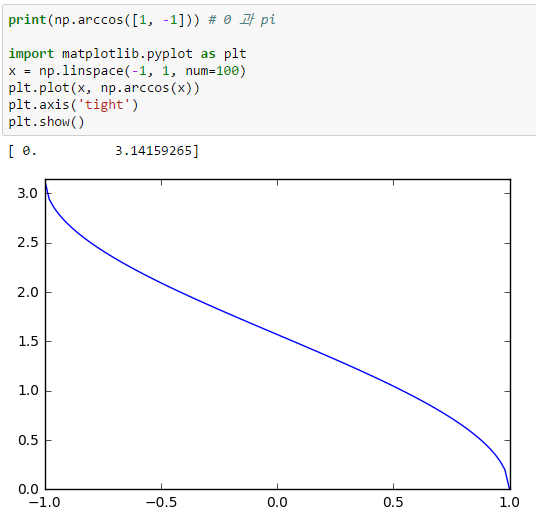 print(np.arccos([1, -1])) # 0 과 pi
import matplotlib.pyplot as plt
x = np.linspace(-1, 1, num=100)
plt.plot(x, np.arccos(x))
plt.axis('tight')
plt.show()
[ 0.          3.14159265]
3.0
2.5
2.0
1.5
1.0
0.5
0.0
−1.0 −0.5 0.0 0.5 1.0